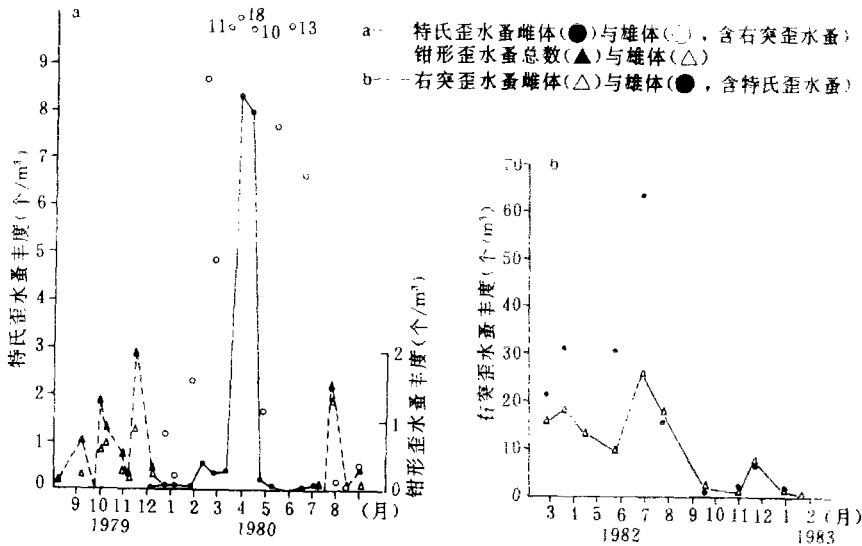 a
11 18 10 13
a 特氏歪水蚤雌体(●)与雄体(○,含右突歪水蚤)
钳形歪水蚤总数(▲)与雄体(△)
b 右突歪水蚤雌体(△)与雄体(●,含特氏歪水蚤)
特氏歪水蚤丰度(个/m³)
9
8
7
6
5
4
3
2
1
0
9 10 11 12 1 2 3 4 5 6 7 8 9 (月)
1979 1980
钳形歪水蚤丰度(个/m³)
2
1
0
b
右突歪水蚤丰度(个/m³)
70
60
50
40
30
20
10
0
3 4 5 6 7 8 9 10 11 12 1 2 (月)
1982 1983